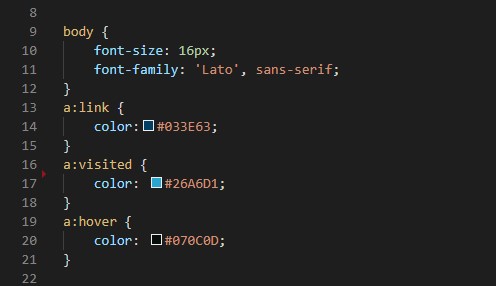 8
9 body {
10 font-size: 16px;
11 font-family: 'Lato', sans-serif;
12 }
13 a:link {
14 color: #033E63;
15 }
16 a:visited {
17 color: #26A6D1;
18 }
19 a:hover {
20 color: #070C0D;
21 }
22